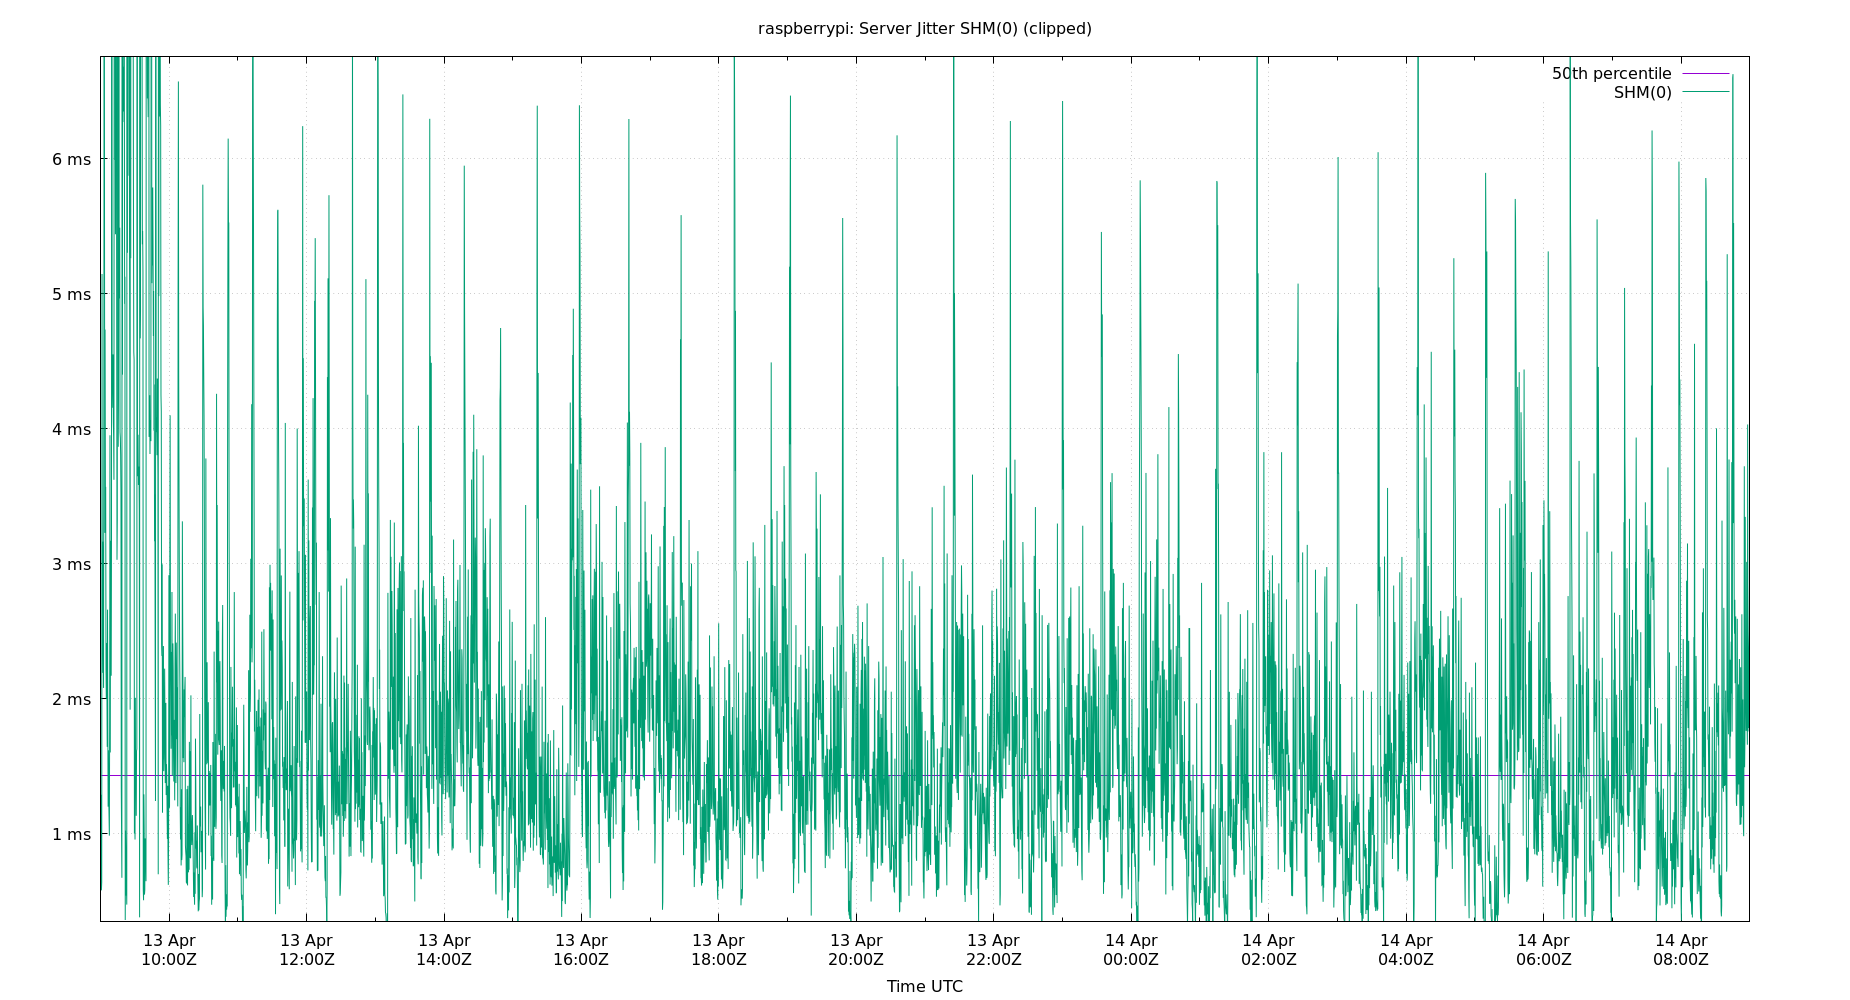 raspberrypi: Server Jitter SHM(0) (clipped)
50th percentile
SHM(0)
6 ms
5 ms
4 ms
3 ms
2 ms
1 ms
13 Apr 13 Apr 13 Apr 13 Apr 13 Apr 13 Apr 13 Apr 14 Apr 14 Apr 14 Apr 14 Apr 14 Apr
10:00Z 12:00Z 14:00Z 16:00Z 18:00Z 20:00Z 22:00Z 00:00Z 02:00Z 04:00Z 06:00Z 08:00Z
Time UTC